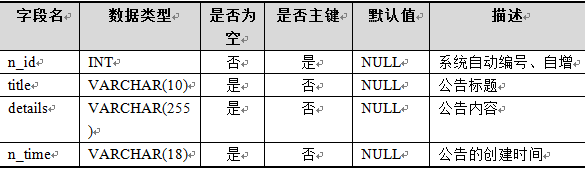 字段名 数据类型 是否为空 是否主键 默认值 描述
n_id INT 否 是 NULL 系统自动编号、自增
title VARCHAR(10) 是 否 NULL 公告标题
details VARCHAR(255) 是 否 NULL 公告内容
n_time VARCHAR(18) 是 否 NULL 公告的创建时间